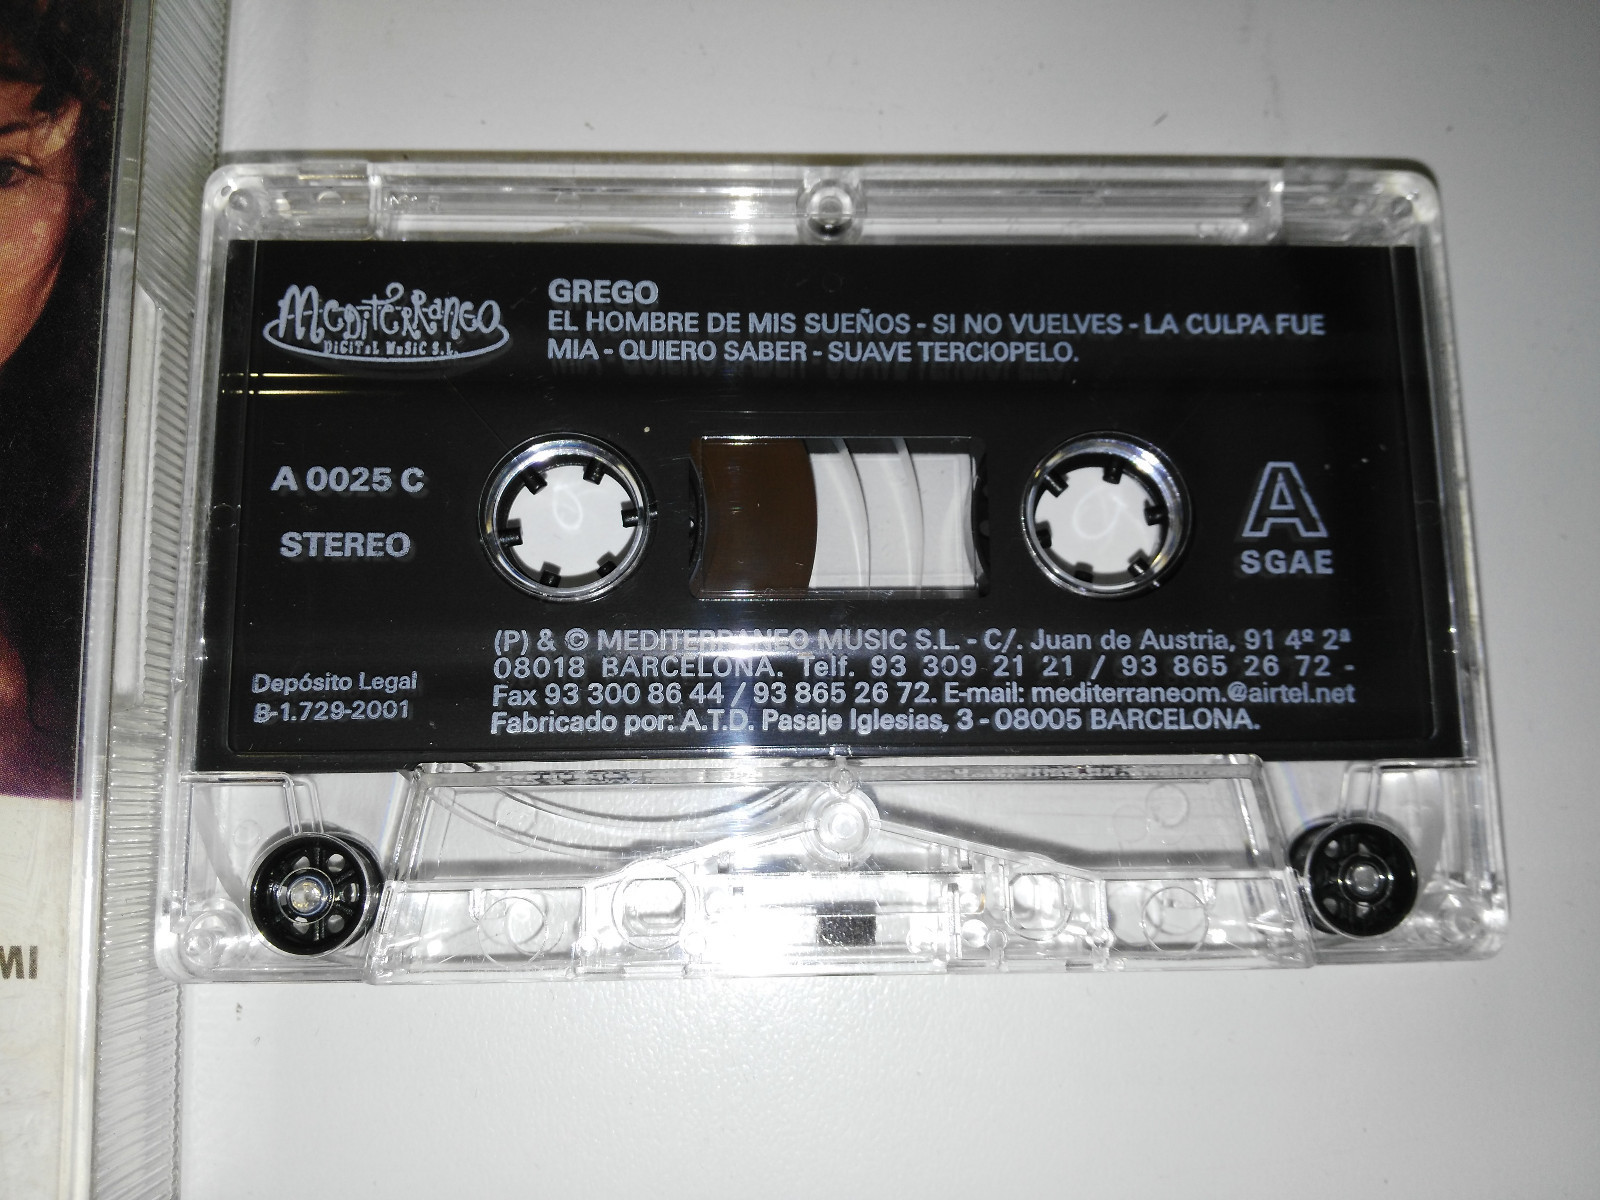 MEDITERRANEO
DIGITAL MUSIC S.L.
GREGO
EL HOMBRE DE MIS SUEÑOS - SI NO VUELVES - LA CULPA FUE
MIA - QUIERO SABER - SUAVE TERCIOPELO.
A 0025 C
STEREO
A
SGAE
Depósito Legal
B-1.729-2001
(P) & © MEDITERRANEO MUSIC S.L. - C/. Juan de Austria, 91 4º 2ª
08018 BARCELONA. Telf. 93 309 21 21 / 93 865 26 72 -
Fax 93 300 86 44 / 93 865 26 72. E-mail: mediterraneom.@airtel.net
Fabricado por: A.T.D. Pasaje Iglesias, 3 - 08005 BARCELONA.
MI